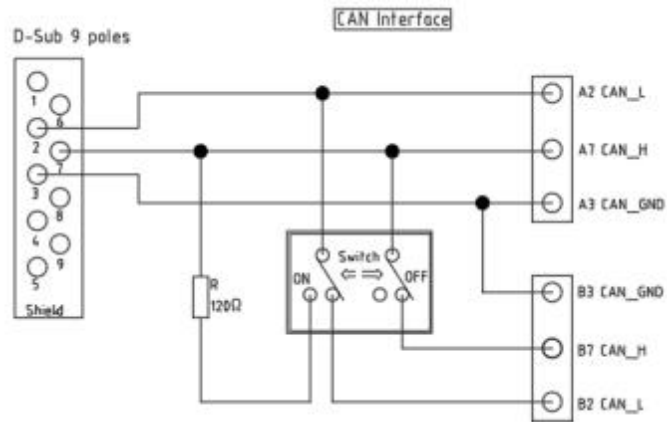 CAN Interface
D-Sub 9 poles
1
6
2
7
3
8
4
9
5
Shield
A2 CAN_L
A7 CAN_H
A3 CAN_GND
Switch
ON
OFF
R
120Ω
B3 CAN_GND
B7 CAN_H
B2 CAN_L